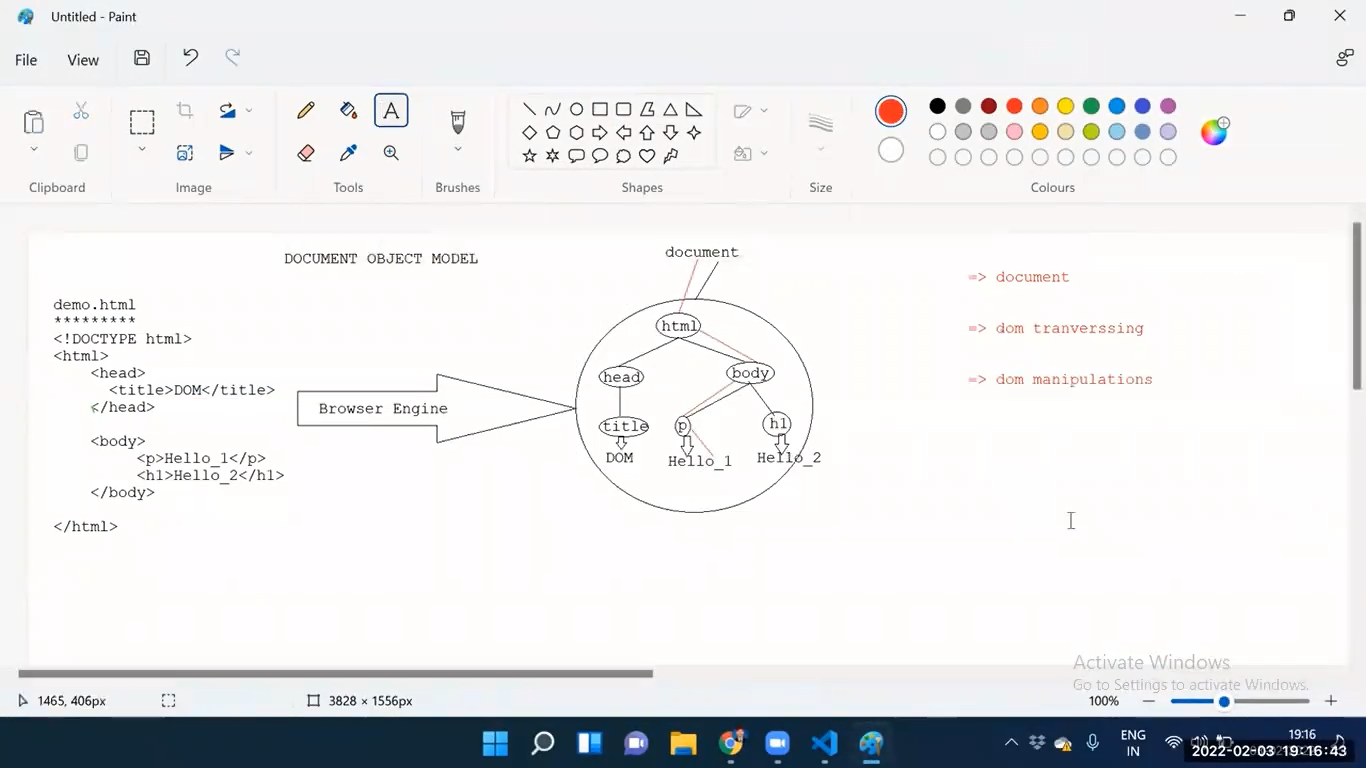 Untitled - Paint
File View
Clipboard Image Tools Brushes Shapes Size Colours
DOCUMENT OBJECT MODEL
document
=> document
demo.html
*********
<!DOCTYPE html>
<html>
<head>
<title>DOM</title>
</head>
<body>
<p>Hello_1</p>
<h1>Hello_2</h1>
</body>
</html>
Browser Engine
html
head
body
title
p
h1
DOM
Hello_1
Hello_2
=> dom tranverssing
=> dom manipulations
Activate Windows
Go to Settings to activate Windows.
1465, 406px
3828 × 1556px
100%
ENG
IN
19:16
2022-02-03 19:16:43